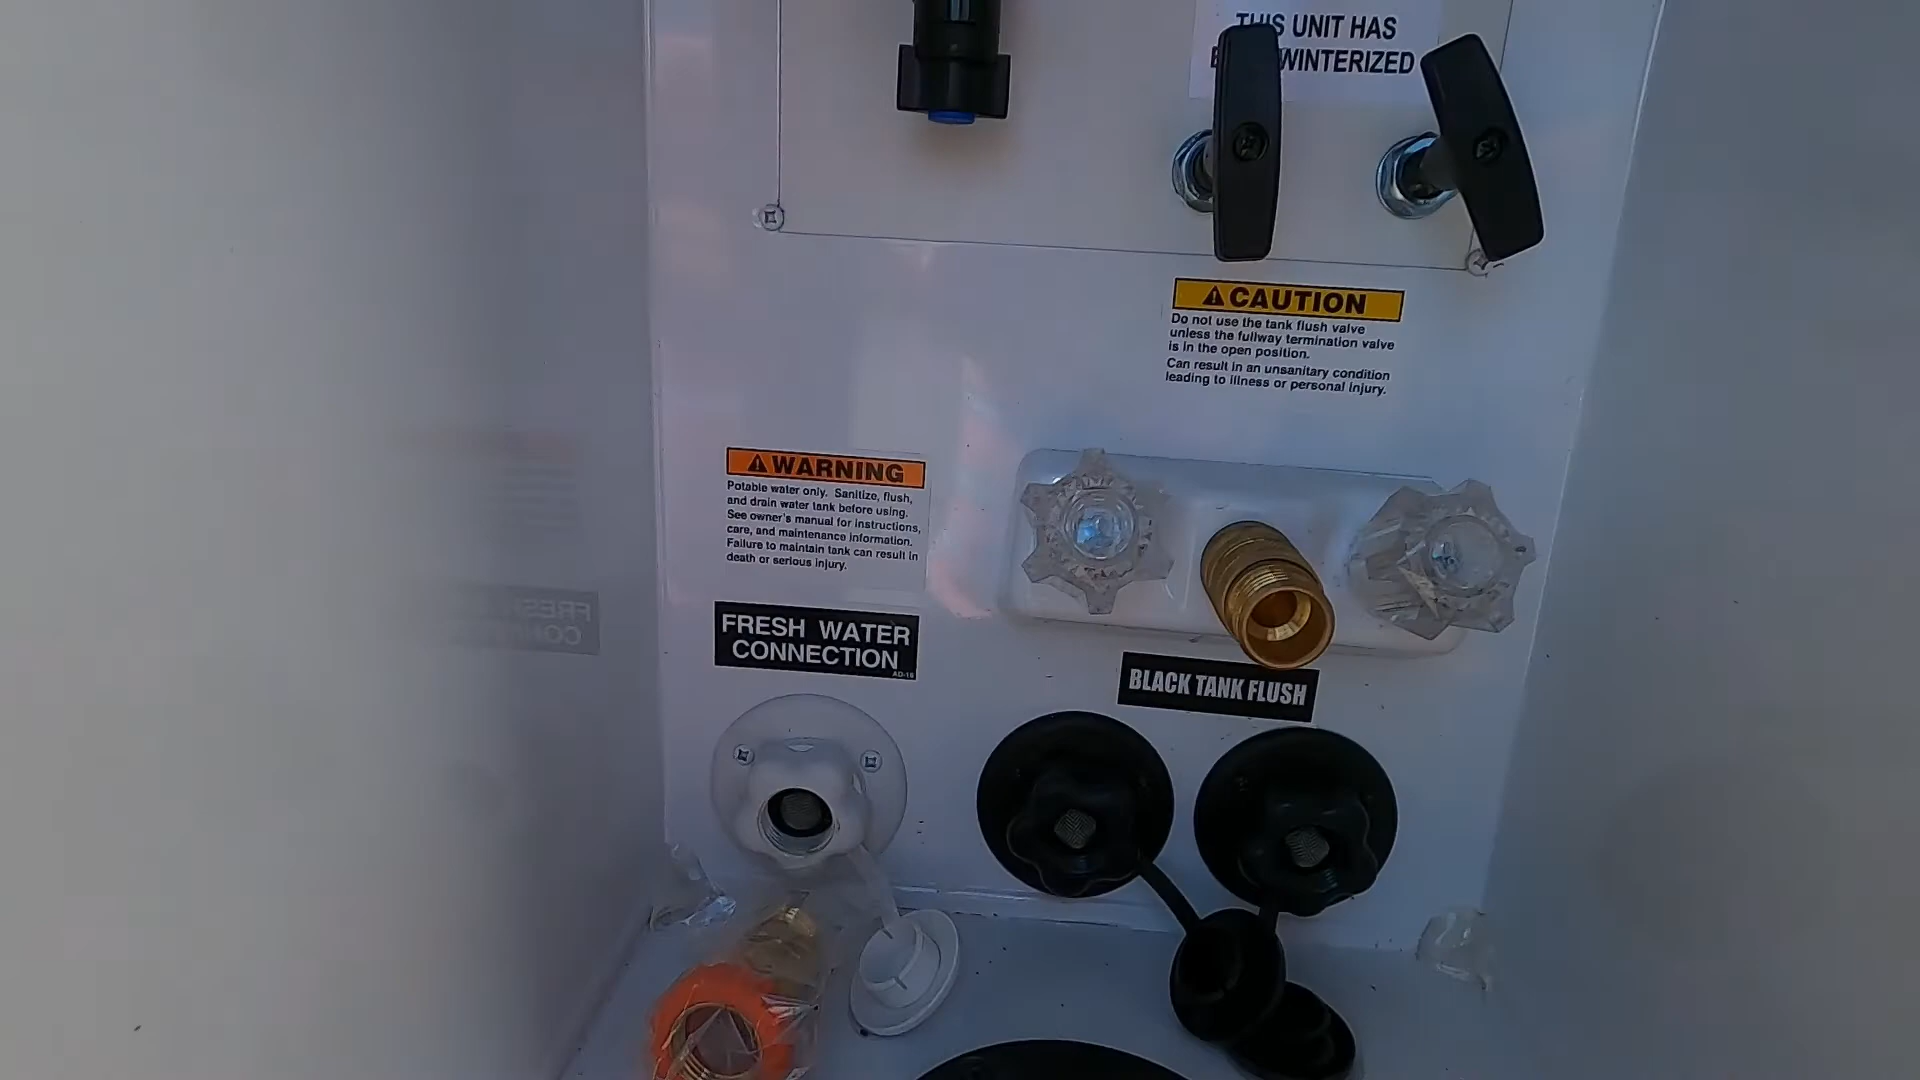 THIS UNIT HAS
WINTERIZED
CAUTION
Do not use the tank flush valve
unless the fullway termination valve
is in the open position.
Can result in an unsanitary condition
leading to illness or personal injury.
WARNING
Potable water only. Sanitize, flush,
and drain water tank before using.
See owner's manual for instructions,
care, and maintenance information.
Failure to maintain tank can result in
death or serious injury.
FRESH WATER
CONNECTION
BLACK TANK FLUSH